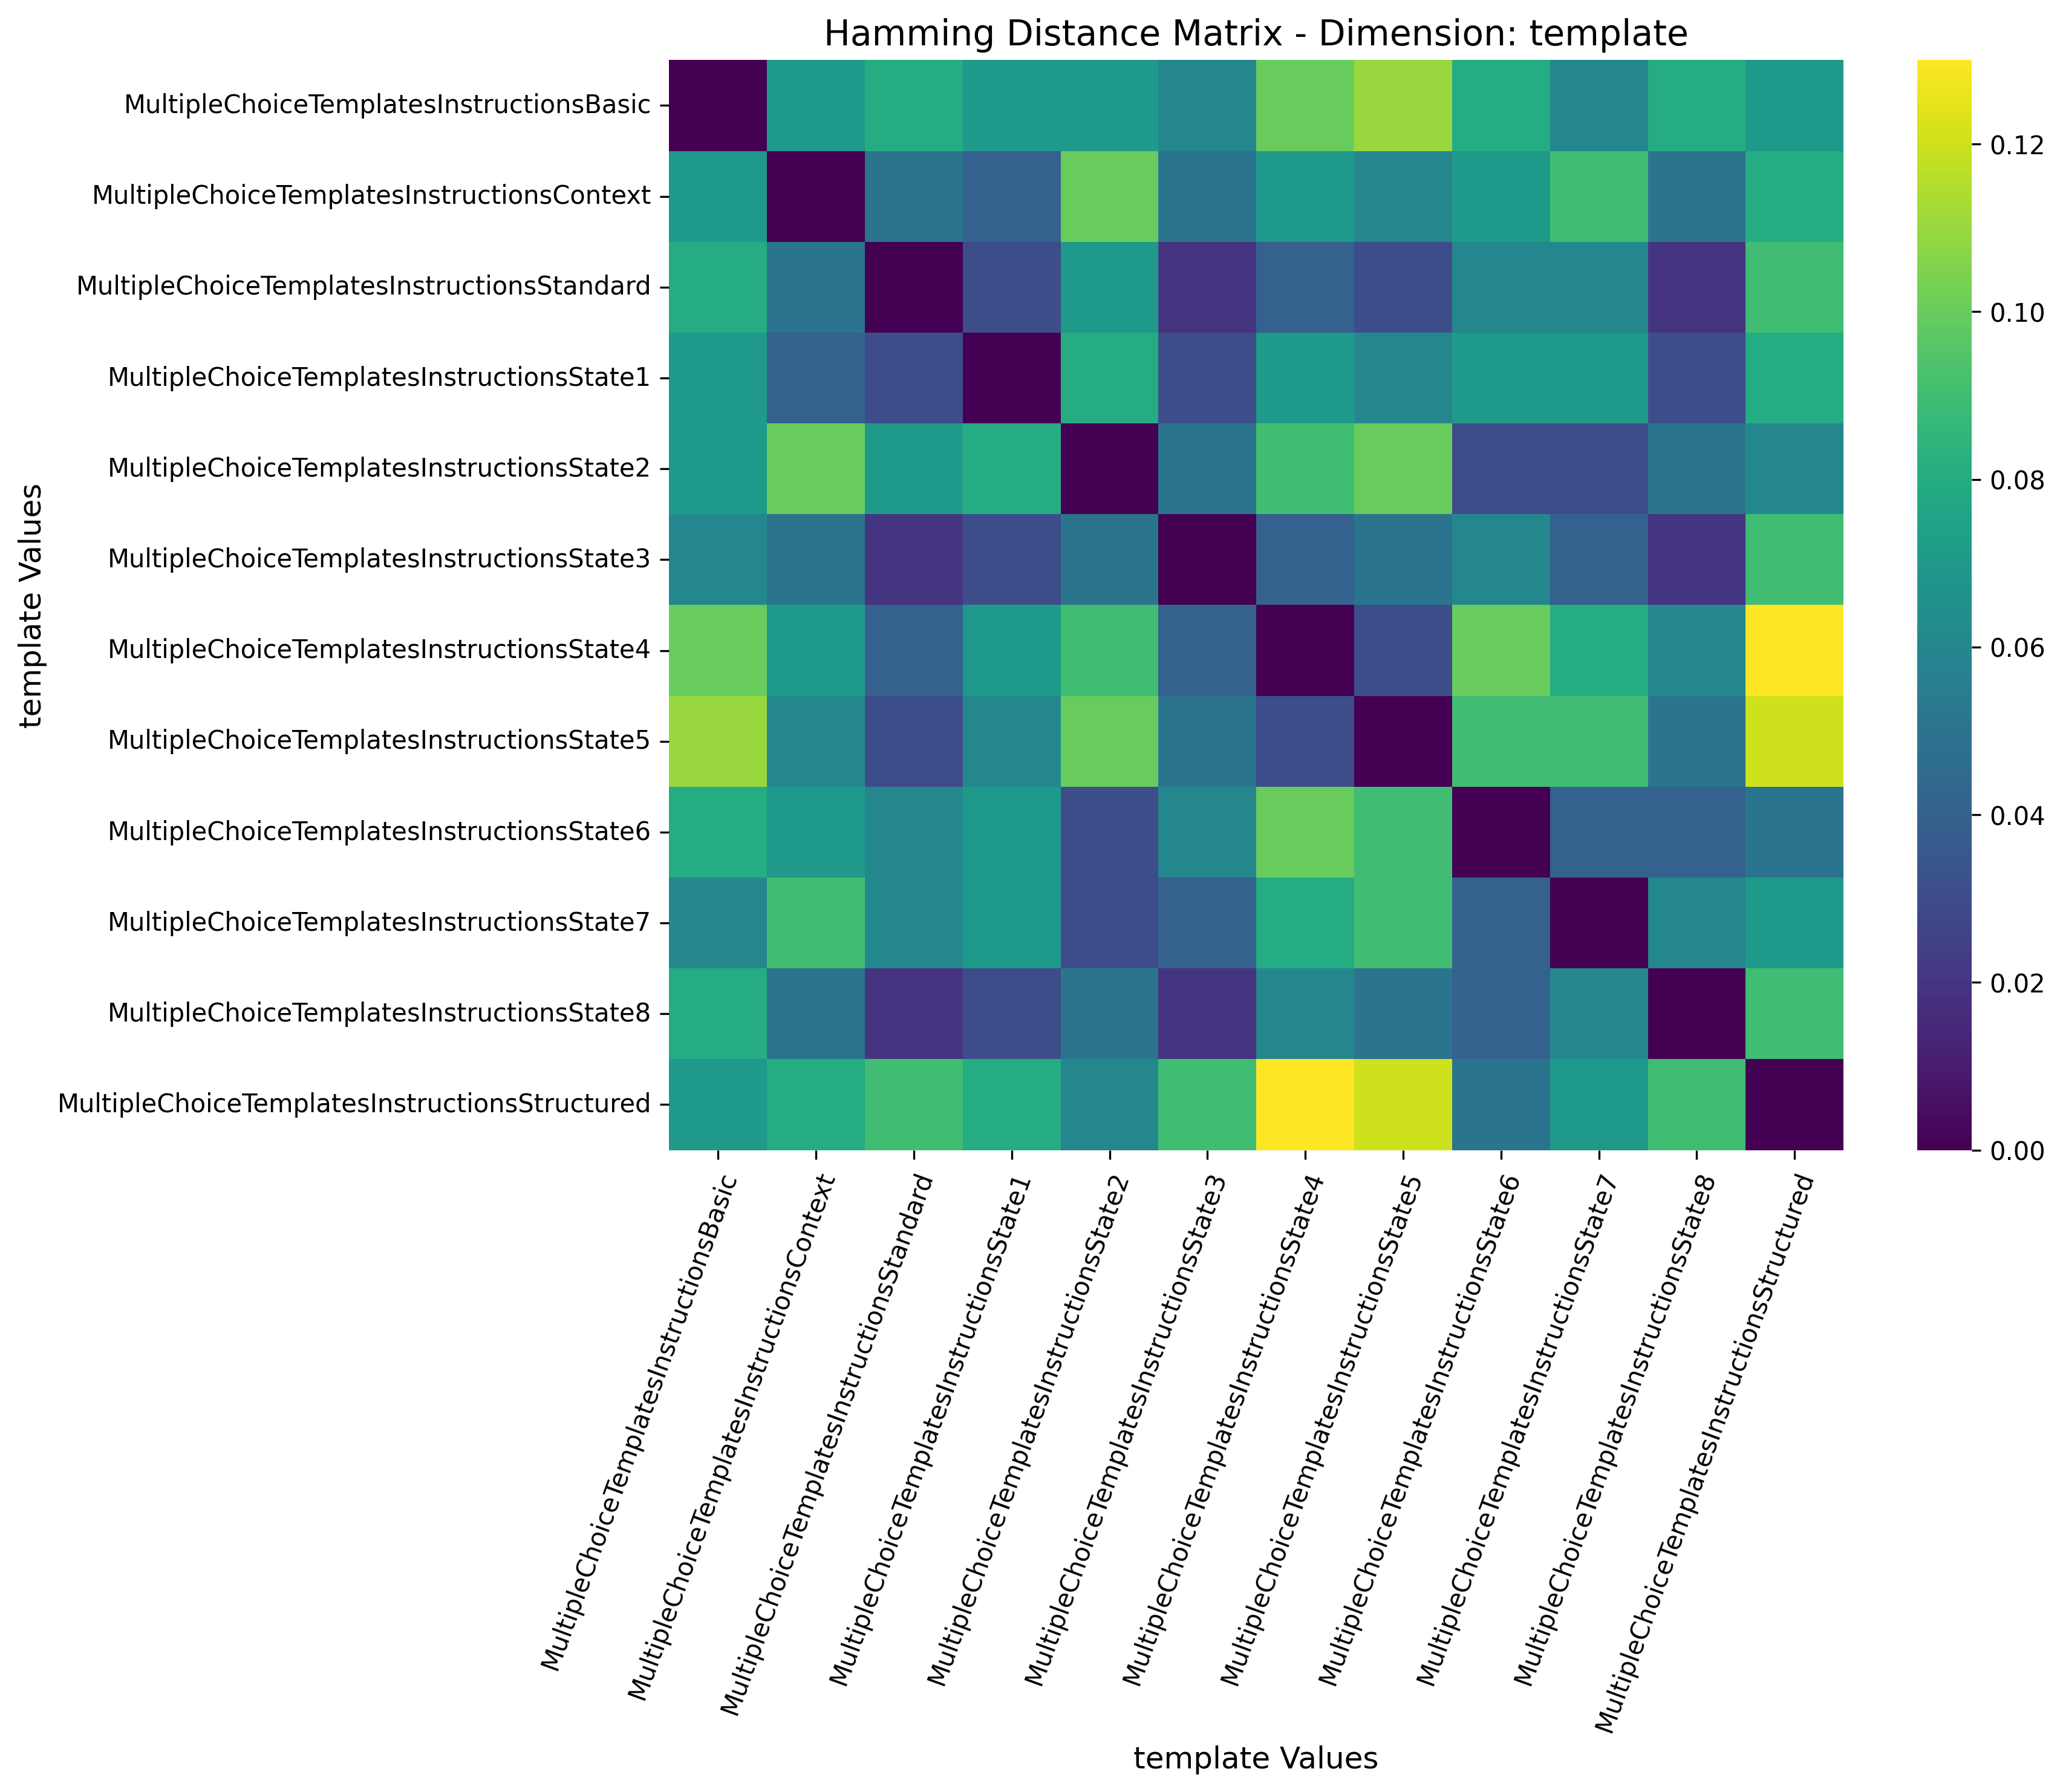 Hamming Distance Matrix - Dimension: template
template Values
MultipleChoiceTemplatesInstructionsBasic
MultipleChoiceTemplatesInstructionsContext
MultipleChoiceTemplatesInstructionsStandard
MultipleChoiceTemplatesInstructionsState1
MultipleChoiceTemplatesInstructionsState2
MultipleChoiceTemplatesInstructionsState3
MultipleChoiceTemplatesInstructionsState4
MultipleChoiceTemplatesInstructionsState5
MultipleChoiceTemplatesInstructionsState6
MultipleChoiceTemplatesInstructionsState7
MultipleChoiceTemplatesInstructionsState8
MultipleChoiceTemplatesInstructionsStructured
0.12
0.10
0.08
0.06
0.04
0.02
0.00
MultipleChoiceTemplatesInstructionsBasic
MultipleChoiceTemplatesInstructionsContext
MultipleChoiceTemplatesInstructionsStandard
MultipleChoiceTemplatesInstructionsState1
MultipleChoiceTemplatesInstructionsState2
MultipleChoiceTemplatesInstructionsState3
MultipleChoiceTemplatesInstructionsState4
MultipleChoiceTemplatesInstructionsState5
MultipleChoiceTemplatesInstructionsState6
MultipleChoiceTemplatesInstructionsState7
MultipleChoiceTemplatesInstructionsState8
MultipleChoiceTemplatesInstructionsStructured
template Values